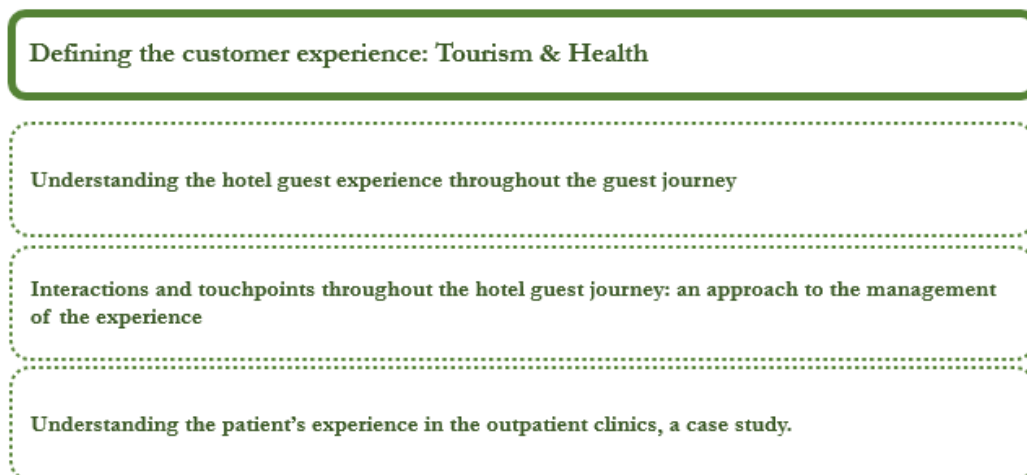 Defining the customer experience: Tourism & Health
Understanding the hotel guest experience throughout the guest journey
Interactions and touchpoints throughout the hotel guest journey: an approach to the management
of the experience
Understanding the patient’s experience in the outpatient clinics, a case study.